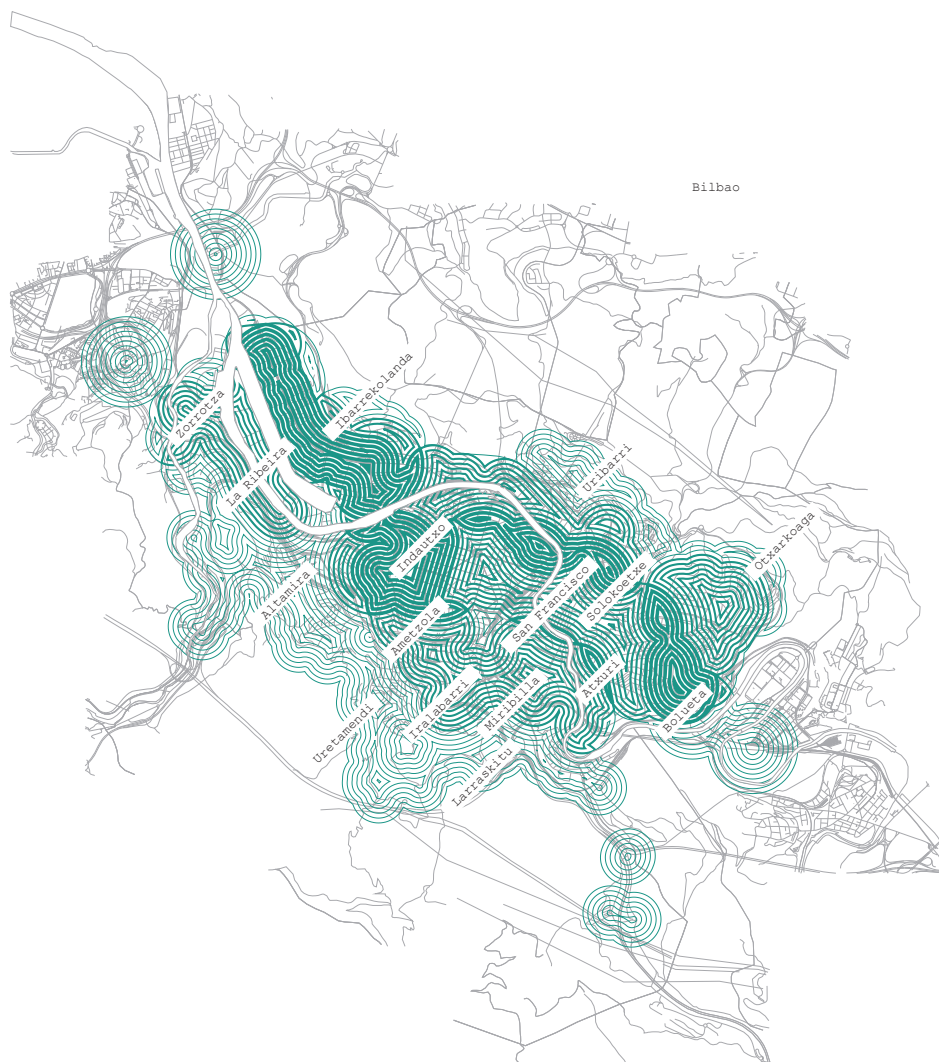 Bilbao
Ibarrekolanda
Zorrotza
La Ribeira
Uribarri
Otxarkoaga
Indautxo
Altamira
San Francisco
Solokoetxe
Ametzola
Atxuri
Bolueta
Iralabarri
Miribilla
Uretamendi
Larraskitu